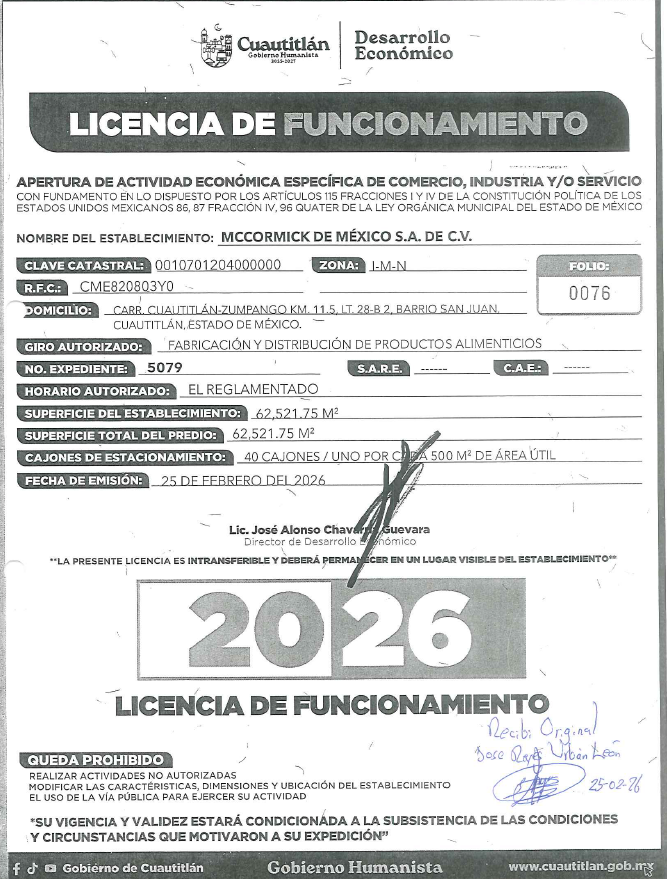 Cuautitlán
Gobierno Humanista
2025-2027
Desarrollo
Económico
LICENCIA DE FUNCIONAMIENTO
APERTURA DE ACTIVIDAD ECONÓMICA ESPECÍFICA DE COMERCIO, INDUSTRIA Y/O SERVICIO
CON FUNDAMENTO EN LO DISPUESTO POR LOS ARTÍCULOS 115 FRACCIONES I Y IV DE LA CONSTITUCIÓN POLÍTICA DE LOS
ESTADOS UNIDOS MEXICANOS 86, 87 FRACCIÓN IV, 96 QUATER DE LA LEY ORGÁNICA MUNICIPAL DEL ESTADO DE MÉXICO
NOMBRE DEL ESTABLECIMIENTO: MCCORMICK DE MÉXICO S.A. DE C.V.
CLAVE CATASTRAL: 0010701204000000 ZONA: I-M-N
FOLIO:
0076
R.F.C.: CME820803Y0
DOMICILIO: CARR. CUAUTITLÁN-ZUMPANGO KM. 11.5, LT. 28-B 2, BARRIO SAN JUAN,
CUAUTITLÁN, ESTADO DE MÉXICO.
GIRO AUTORIZADO: FABRICACIÓN Y DISTRIBUCIÓN DE PRODUCTOS ALIMENTICIOS
NO. EXPEDIENTE: 5079 S.A.R.E. ------ C.A.E.: ------
HORARIO AUTORIZADO: EL REGLAMENTADO
SUPERFICIE DEL ESTABLECIMIENTO: 62,521.75 M²
SUPERFICIE TOTAL DEL PREDIO: 62,521.75 M²
CAJONES DE ESTACIONAMIENTO: 40 CAJONES / UNO POR CADA 500 M² DE ÁREA ÚTIL
FECHA DE EMISIÓN: 25 DE FEBRERO DEL 2026
Lic. José Alonso Chavarría Guevara
Director de Desarrollo Económico
**LA PRESENTE LICENCIA ES INTRANSFERIBLE Y DEBERÁ PERMANECER EN UN LUGAR VISIBLE DEL ESTABLECIMIENTO**
2026
LICENCIA DE FUNCIONAMIENTO
Recibi Original
Jose Urbán León
25-02-26
QUEDA PROHIBIDO
REALIZAR ACTIVIDADES NO AUTORIZADAS
MODIFICAR LAS CARACTERÍSTICAS, DIMENSIONES Y UBICACIÓN DEL ESTABLECIMIENTO
EL USO DE LA VÍA PÚBLICA PARA EJERCER SU ACTIVIDAD
"SU VIGENCIA Y VALIDEZ ESTARÁ CONDICIONADA A LA SUBSISTENCIA DE LAS CONDICIONES
Y CIRCUNSTANCIAS QUE MOTIVARON A SU EXPEDICIÓN"
Gobierno de Cuautitlán Gobierno Humanista www.cuautitlan.gob.mx